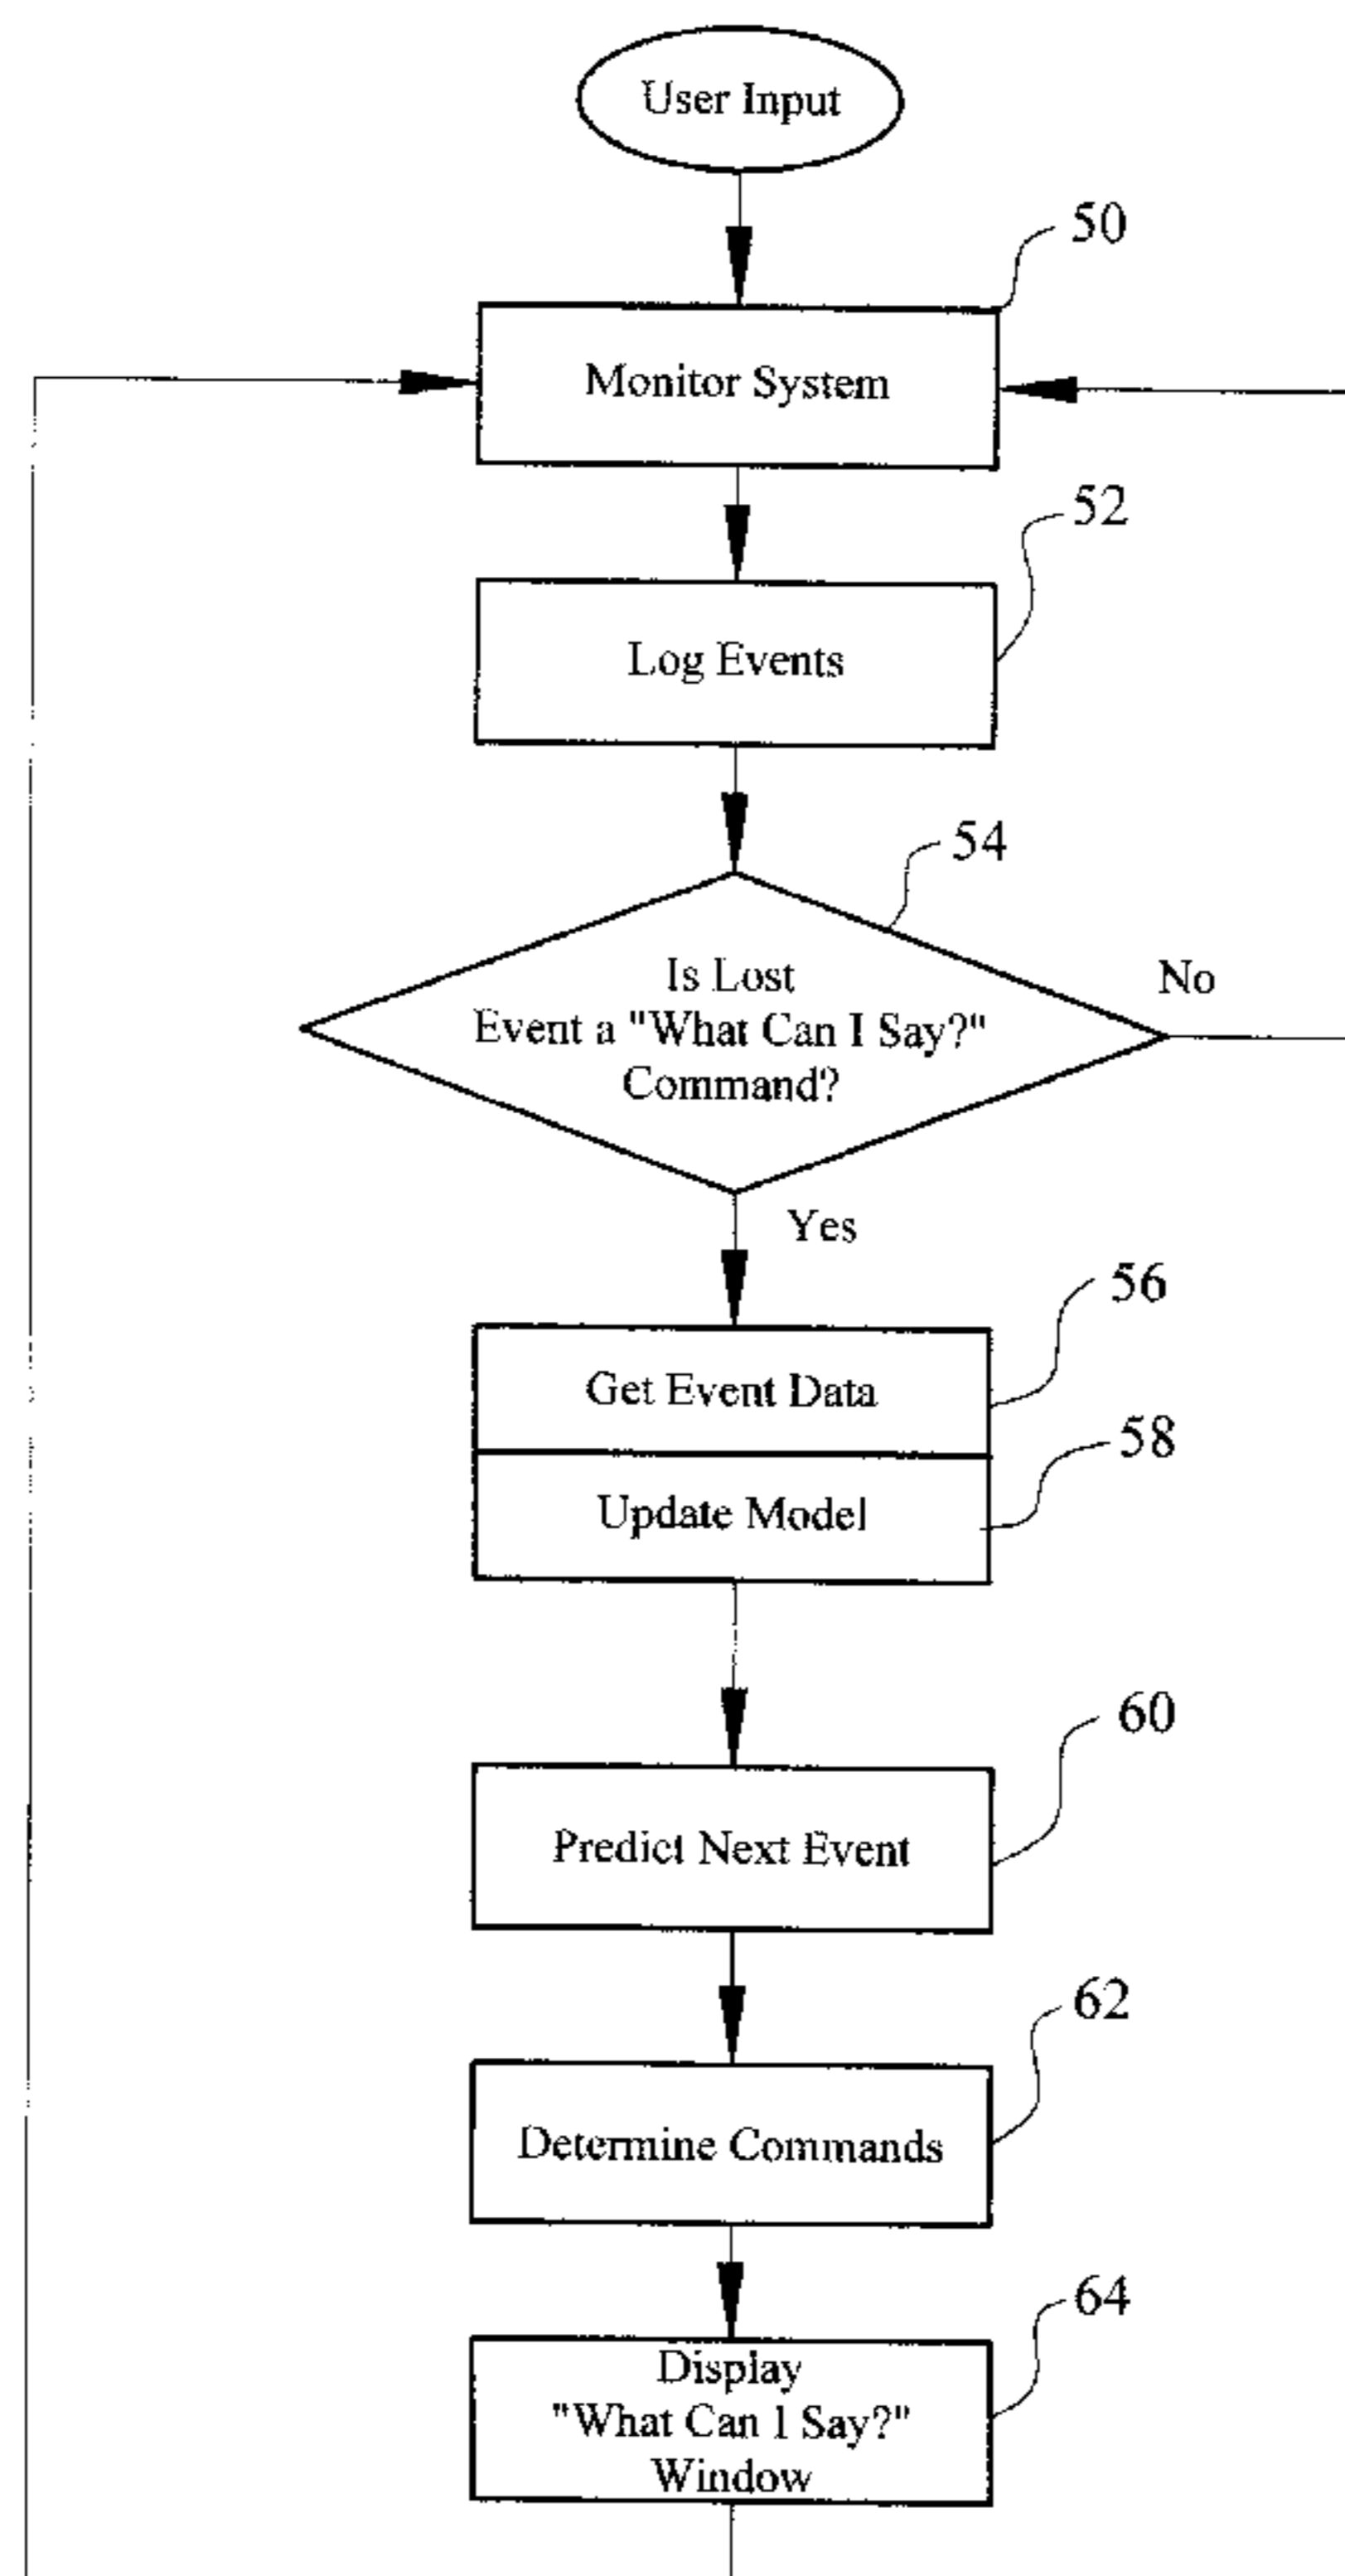 User Input
50
Monitor System
52
Log Events
54
Is Lost
Event a "What Can I Say?"
Command?
No
Yes
56
Get Event Data
58
Update Model
60
Predict Next Event
62
Determine Commands
64
Display
"What Can I Say?"
Window